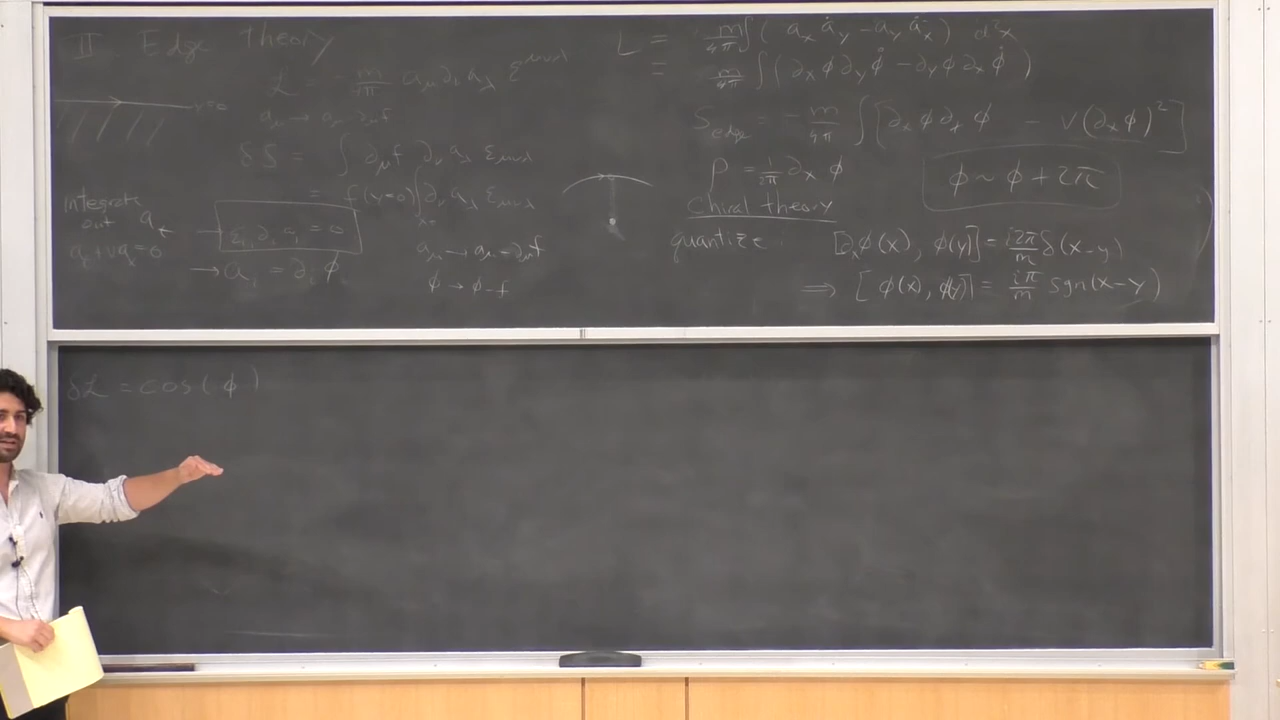 II Edge Theory
L = - m/4π a_μ ∂_ν a_λ ε^{μνλ}
v=0
a_μ → a_μ - ∂_μ f
δS = ∫ ∂_μ f ∂_ν a_λ ε^{μνλ}
= f(y=0) ∫ ∂_ν a_λ ε^{μνλ}
Integrate out a_t
a_t + v a_x = 0
ε_{ij} ∂_i a_j = 0
→ a_i = ∂_i φ
a_μ → a_μ - ∂_μ f
φ → φ - f
L = m/4π ∫ ( a_x ȧ_y - a_y ȧ_x ) d²x
= m/4π ∫ ( ∂_x φ ∂_y φ̇ - ∂_y φ ∂_x φ̇ )
S_edge = - m/4π ∫ [ ∂_x φ ∂_t φ - v(∂_x φ)² ]
ρ = 1/2π ∂_x φ
φ ~ φ + 2π
Chiral theory
quantize : [∂_x φ(x), φ(y)] = i2π/m δ(x-y)
⇒ [φ(x), φ(y)] = iπ/m sgn(x-y)
δL = cos(φ)